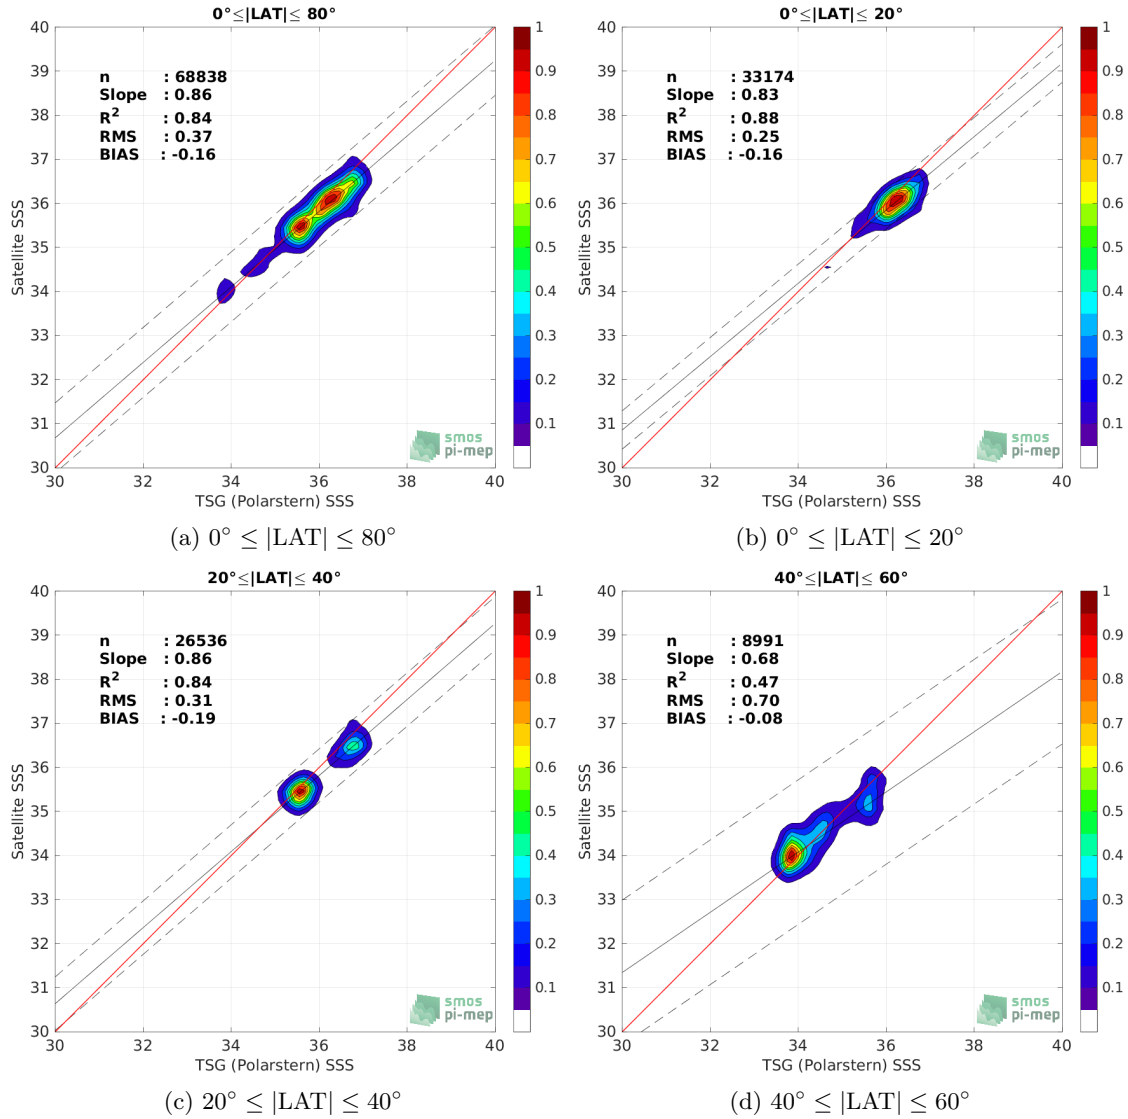 0°≤|LAT|≤ 80°
n : 68838
Slope : 0.86
R² : 0.84
RMS : 0.37
BIAS : -0.16
Satellite SSS
40
39
38
37
36
35
34
33
32
31
30
30 32 34 36 38 40
TSG (Polarstern) SSS
1
0.9
0.8
0.7
0.6
0.5
0.4
0.3
0.2
0.1
smos
pi-mep
(a) 0° ≤ |LAT| ≤ 80°
0°≤|LAT|≤ 20°
n : 33174
Slope : 0.83
R² : 0.88
RMS : 0.25
BIAS : -0.16
Satellite SSS
40
39
38
37
36
35
34
33
32
31
30
30 32 34 36 38 40
TSG (Polarstern) SSS
1
0.9
0.8
0.7
0.6
0.5
0.4
0.3
0.2
0.1
smos
pi-mep
(b) 0° ≤ |LAT| ≤ 20°
20°≤|LAT|≤ 40°
n : 26536
Slope : 0.86
R² : 0.84
RMS : 0.31
BIAS : -0.19
Satellite SSS
40
39
38
37
36
35
34
33
32
31
30
30 32 34 36 38 40
TSG (Polarstern) SSS
1
0.9
0.8
0.7
0.6
0.5
0.4
0.3
0.2
0.1
smos
pi-mep
(c) 20° ≤ |LAT| ≤ 40°
40°≤|LAT|≤ 60°
n : 8991
Slope : 0.68
R² : 0.47
RMS : 0.70
BIAS : -0.08
Satellite SSS
40
39
38
37
36
35
34
33
32
31
30
30 32 34 36 38 40
TSG (Polarstern) SSS
1
0.9
0.8
0.7
0.6
0.5
0.4
0.3
0.2
0.1
smos
pi-mep
(d) 40° ≤ |LAT| ≤ 60°